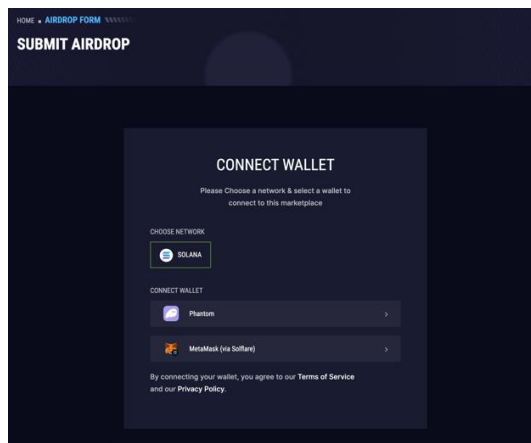 HOME ▪ AIRDROP FORM
SUBMIT AIRDROP
CONNECT WALLET
Please Choose a network & select a wallet to
connect to this marketplace
CHOOSE NETWORK
SOLANA
CONNECT WALLET
Phantom
MetaMask (via Solflare)
By connecting your wallet, you agree to our Terms of Service
and our Privacy Policy.